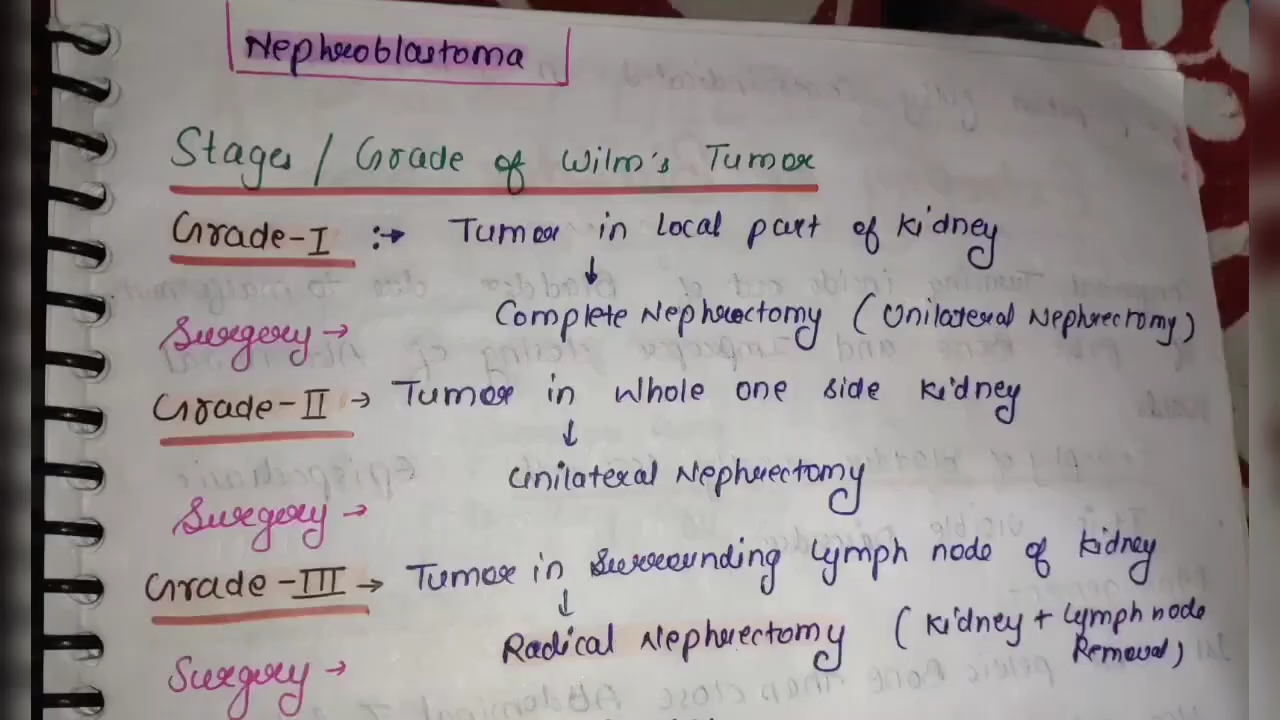 Nephroblastoma
Stages / Grade of Wilm's Tumor
Grade-I :→ Tumor in local part of Kidney
↓
Surgery → Complete Nephrectomy (Unilateral Nephrectomy)
Grade-II → Tumor in Whole one side Kidney
↓
Unilateral Nephrectomy
Surgery →
Grade-III → Tumor in Surrounding Lymph node of Kidney
↓
Radical Nephrectomy (Kidney + Lymph node
Removal)
Surgery →